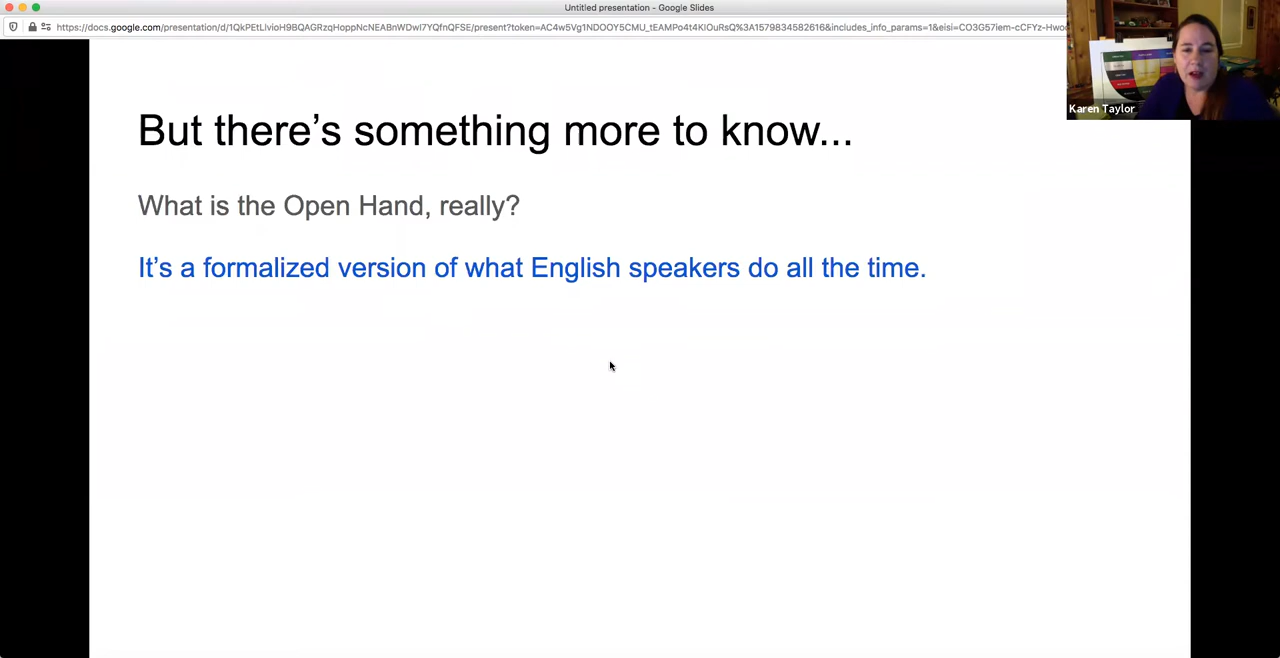 Untitled presentation - Google Slides
Karen Taylor
But there's something more to know...
What is the Open Hand, really?
It's a formalized version of what English speakers do all the time.